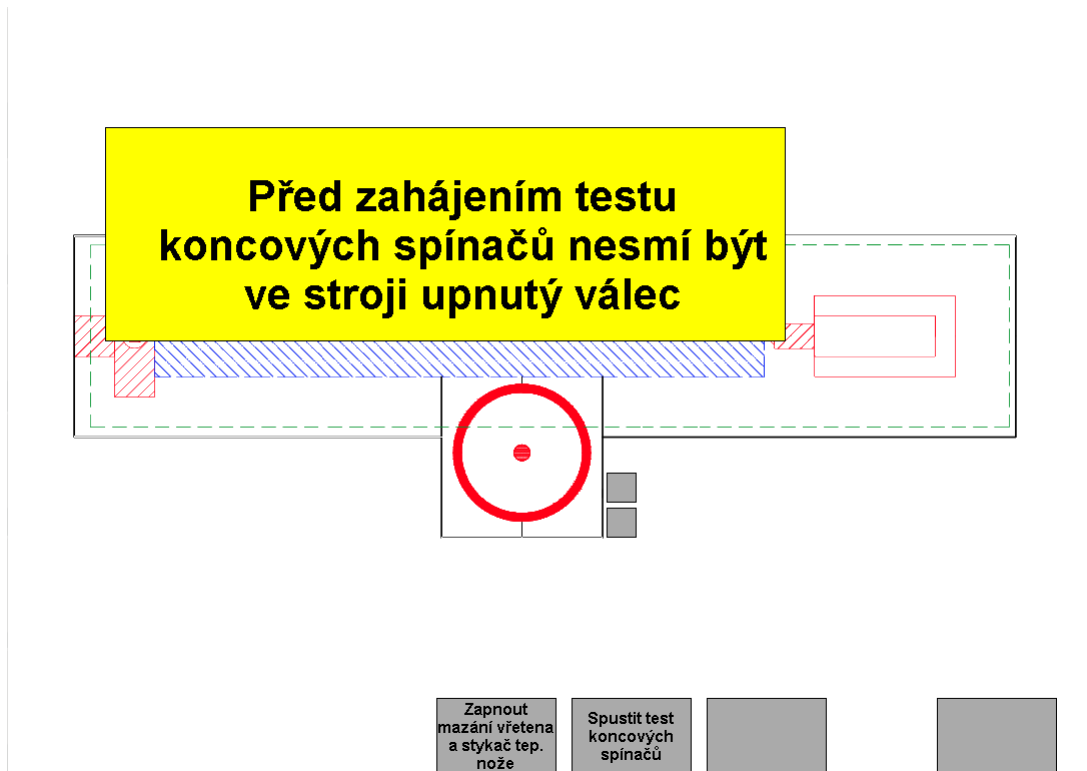 Před zahájením testu
koncových spínačů nesmí být
ve stroji upnutý válec
Zapnout
mazání vřetena
a stykač tep.
nože
Spustit test
koncových
spínačů